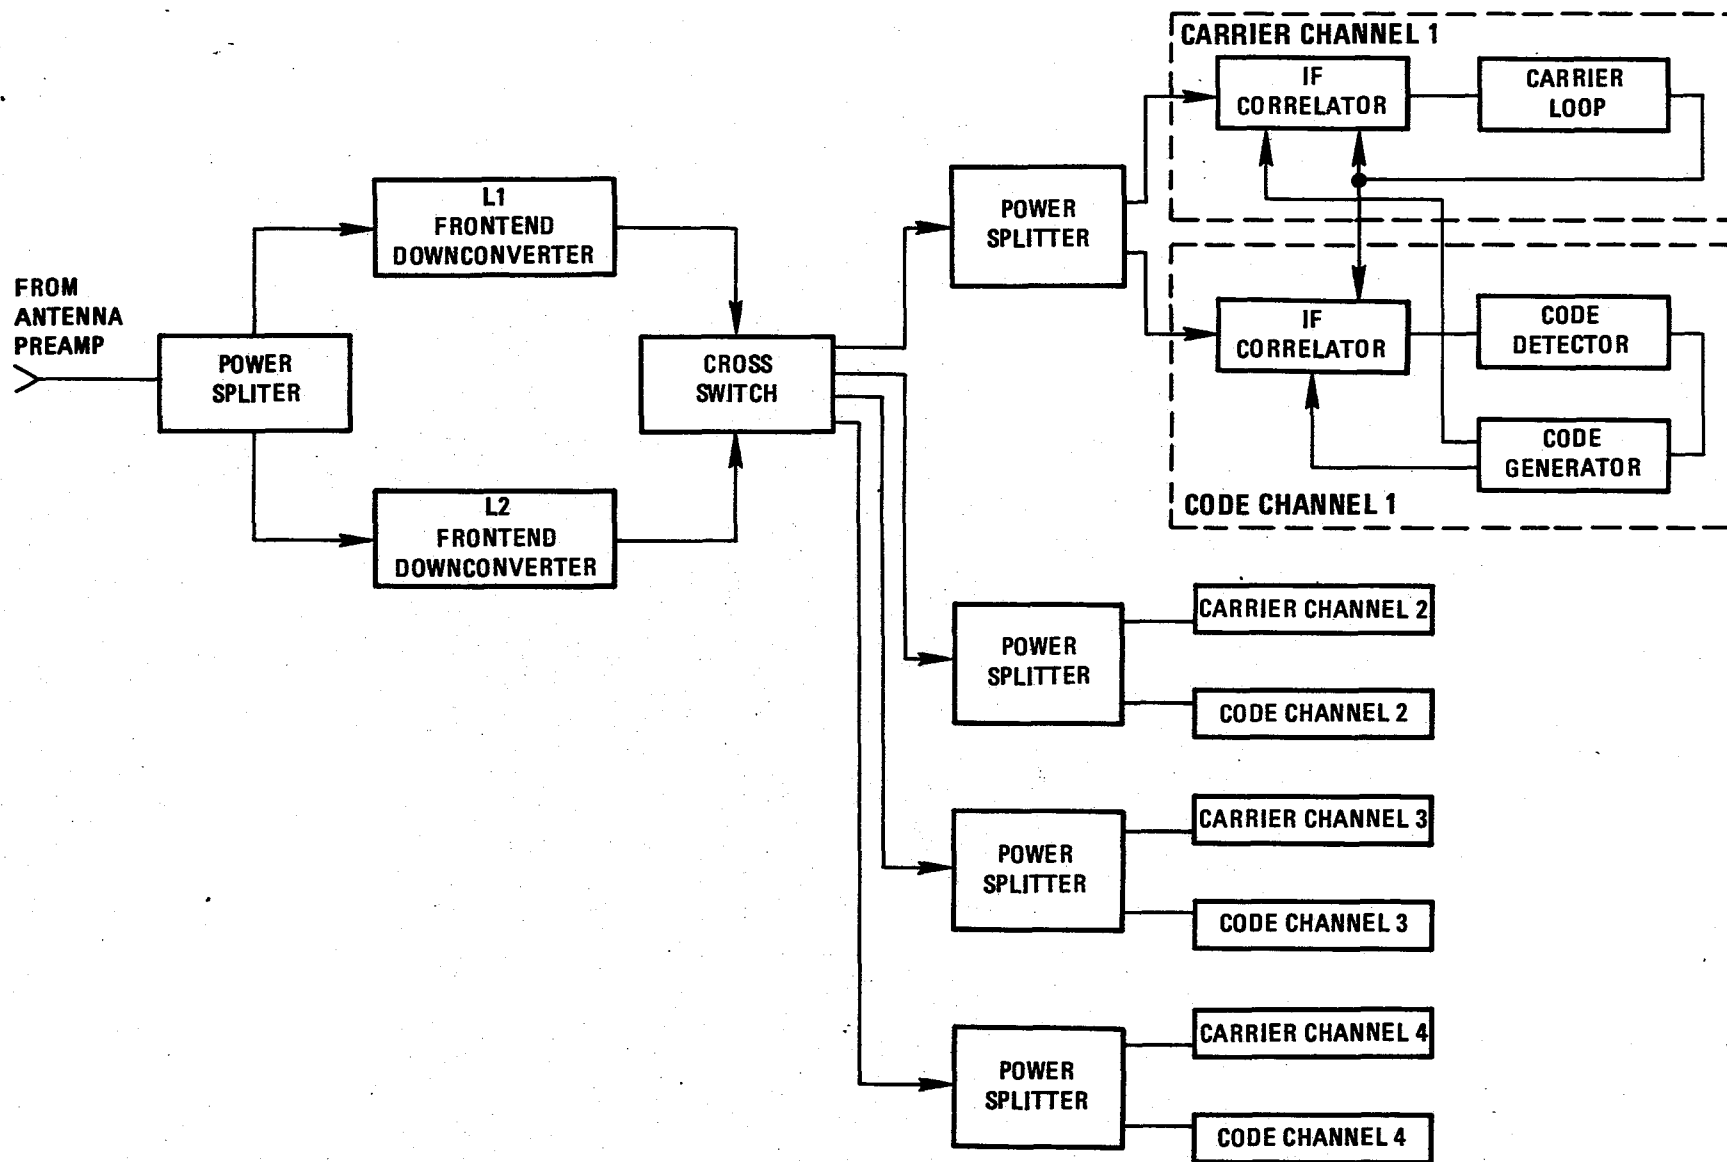 FROM
ANTENNA
PREAMP
POWER
SPLITER
L1
FRONTEND
DOWNCONVERTER
L2
FRONTEND
DOWNCONVERTER
CROSS
SWITCH
POWER
SPLITTER
CARRIER CHANNEL 1
IF
CORRELATOR
CARRIER
LOOP
IF
CORRELATOR
CODE
DETECTOR
CODE
GENERATOR
CODE CHANNEL 1
POWER
SPLITTER
CARRIER CHANNEL 2
CODE CHANNEL 2
POWER
SPLITTER
CARRIER CHANNEL 3
CODE CHANNEL 3
POWER
SPLITTER
CARRIER CHANNEL 4
CODE CHANNEL 4